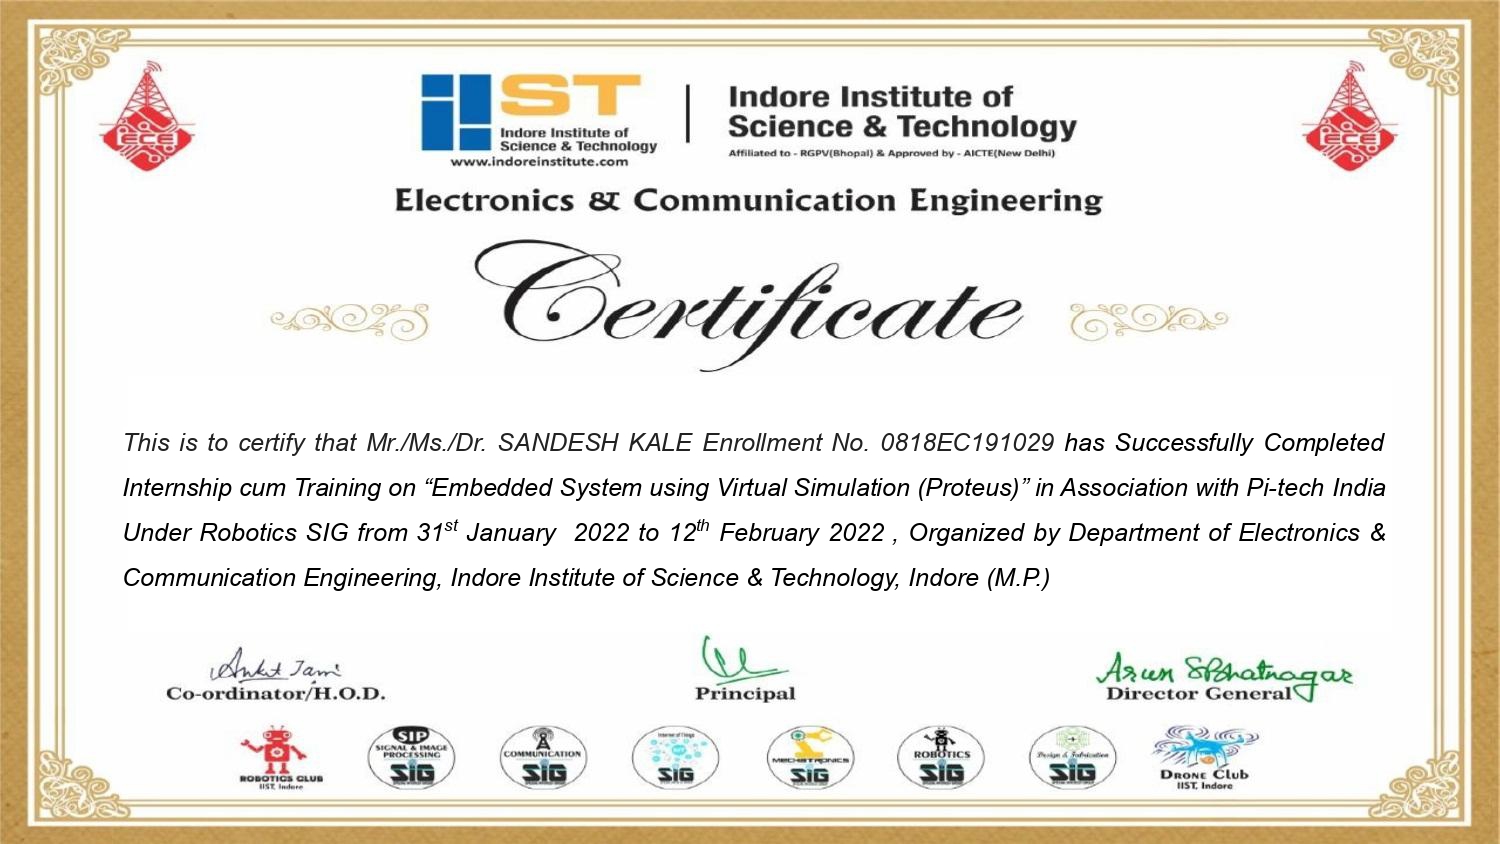 IIST
Indore Institute of
Science & Technology
www.indoreinstitute.com
Indore Institute of
Science & Technology
Affiliated to - RGPV(Bhopal) & Approved by - AICTE(New Delhi)
ECE
ECE
Electronics & Communication Engineering
Certificate
This is to certify that Mr./Ms./Dr. SANDESH KALE Enrollment No. 0818EC191029 has Successfully Completed
Internship cum Training on “Embedded System using Virtual Simulation (Proteus)” in Association with Pi-tech India
Under Robotics SIG from 31st January 2022 to 12th February 2022 , Organized by Department of Electronics &
Communication Engineering, Indore Institute of Science & Technology, Indore (M.P.)
Co-ordinator/H.O.D.
Principal
Arun S Bhatnagar
Director General
ROBOTICS CLUB
IIST, Indore
SIP
SIGNAL & IMAGE
PROCESSING
SIG
COMMUNICATION
SIG
Internet of Things
SIG
MECHATRONICS
SIG
ROBOTICS
SIG
Design & Fabrication
SIG
DRONE CLUB
IIST, Indore